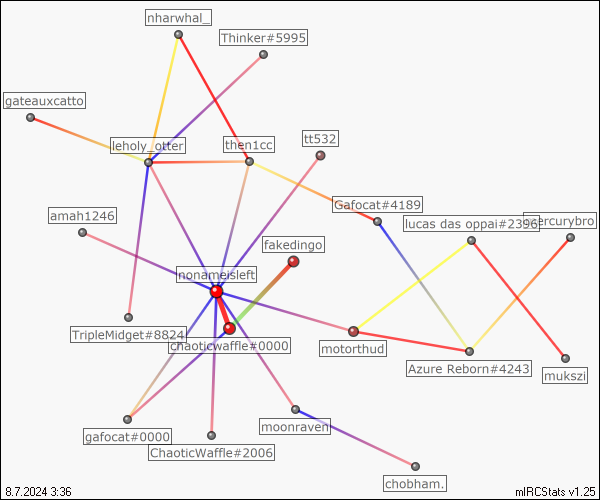 nharwhal_
Thinker#5995
gateauxcatto
leholy_otter
then1cc
tt532
Gafocat#4189
amah1246
lucas das oppai#2396
mercurybro
fakedingo
nonameisleft
TripleMidget#8824
chaoticwaffle#0000
motorthud
Azure Reborn#4243
mukszi
gafocat#0000
ChaoticWaffle#2006
moonraven
chobham.
8.7.2024 3:36
mIRCStats v1.25